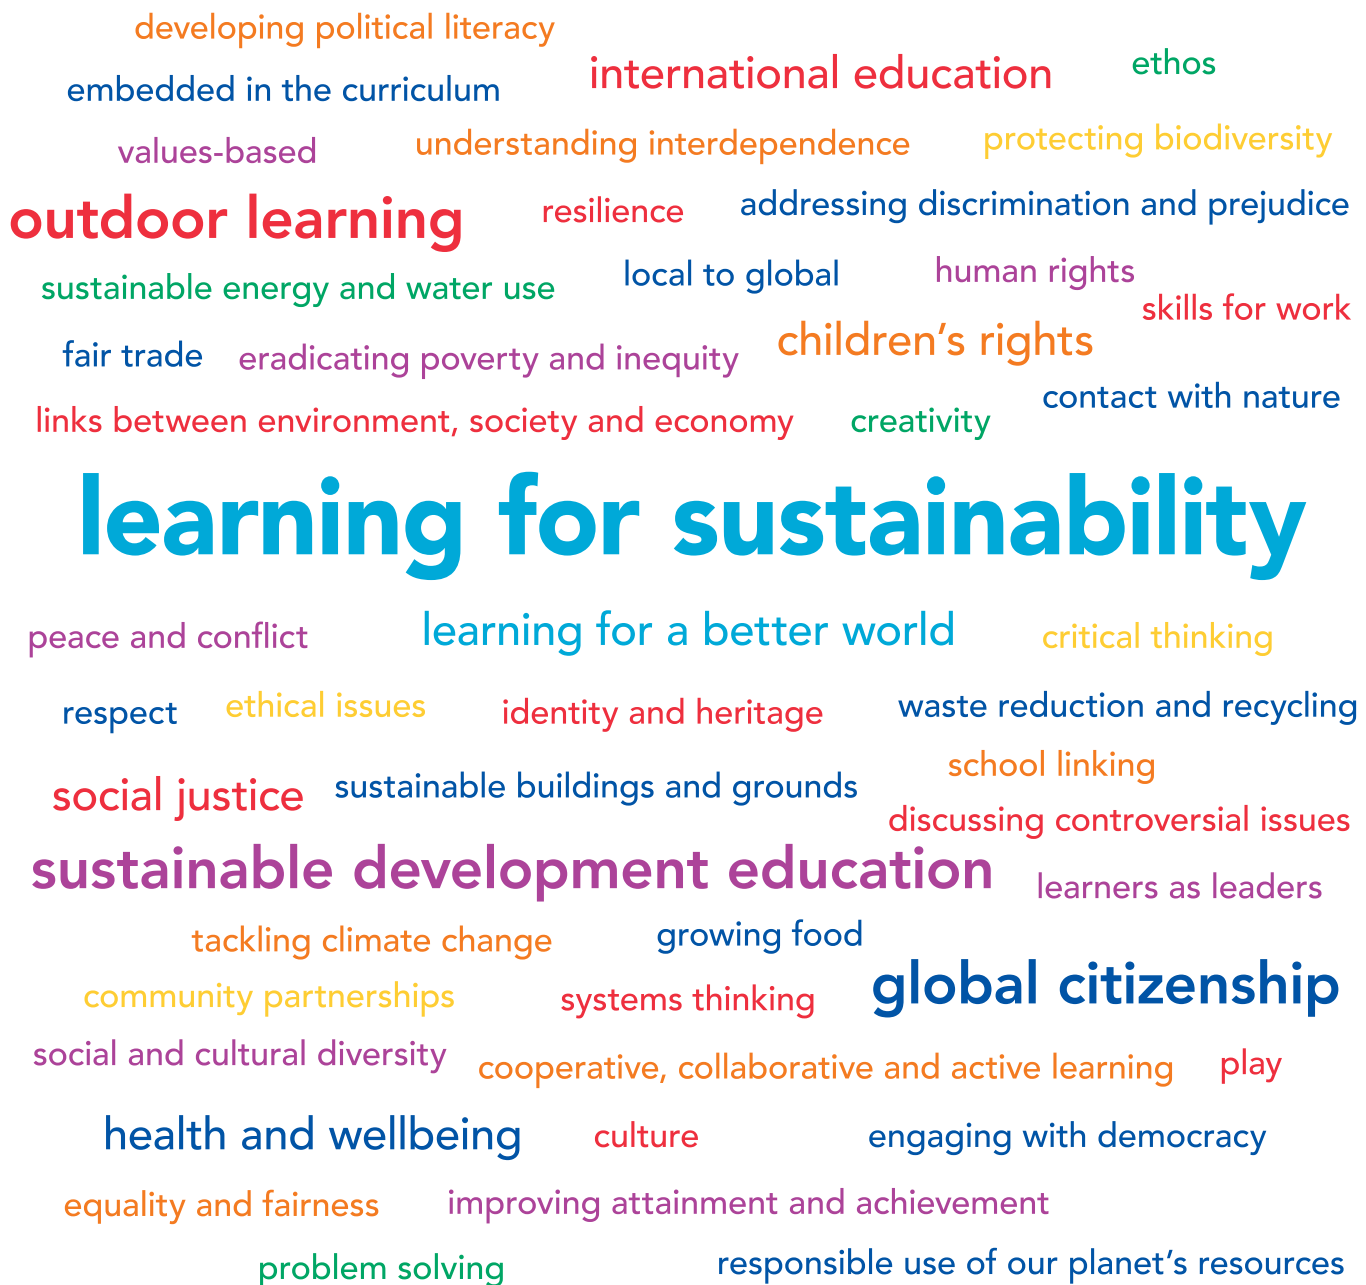 developing political literacy
international education
ethos
embedded in the curriculum
values-based
understanding interdependence
protecting biodiversity
outdoor learning
resilience
addressing discrimination and prejudice
sustainable energy and water use
local to global
human rights
skills for work
fair trade
eradicating poverty and inequity
children's rights
contact with nature
links between environment, society and economy
creativity
learning for sustainability
peace and conflict
learning for a better world
critical thinking
respect
ethical issues
identity and heritage
waste reduction and recycling
school linking
social justice
sustainable buildings and grounds
discussing controversial issues
sustainable development education
learners as leaders
tackling climate change
growing food
global citizenship
community partnerships
systems thinking
social and cultural diversity
cooperative, collaborative and active learning
play
health and wellbeing
culture
engaging with democracy
equality and fairness
improving attainment and achievement
problem solving
responsible use of our planet's resources